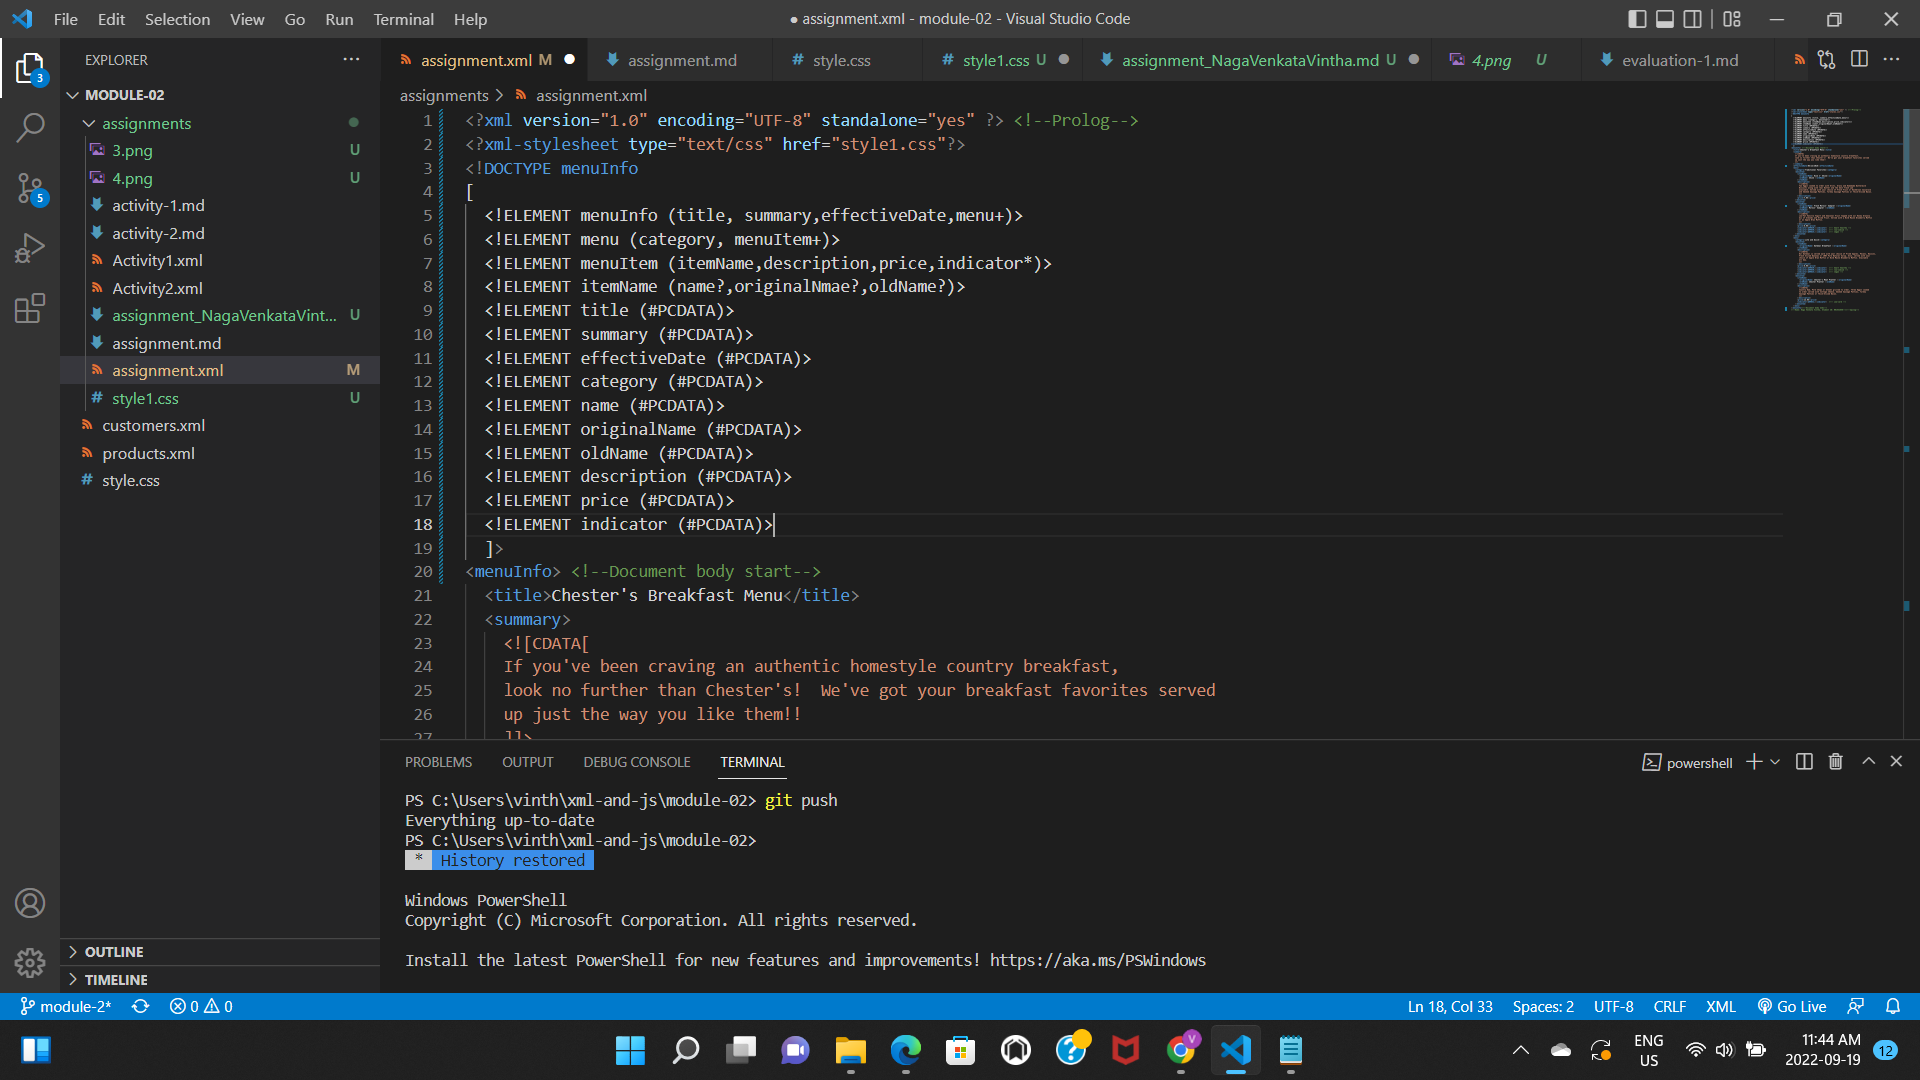 File Edit Selection View Go Run Terminal Help
● assignment.xml - module-02 - Visual Studio Code
EXPLORER ···
assignment.xml M ● assignment.md # style.css # style1.css U ● assignment_NagaVenkataVintha.md U ● 4.png U evaluation-1.md
assignments > assignment.xml
3
5
MODULE-02
assignments
3.png U
4.png U
activity-1.md
activity-2.md
Activity1.xml
Activity2.xml
assignment_NagaVenkataVint... U
assignment.md
assignment.xml M
# style1.css U
customers.xml
products.xml
# style.css
OUTLINE
TIMELINE
1 <?xml version="1.0" encoding="UTF-8" standalone="yes" ?> <!--Prolog-->
2 <?xml-stylesheet type="text/css" href="style1.css"?>
3 <!DOCTYPE menuInfo
4 [
5 <!ELEMENT menuInfo (title, summary,effectiveDate,menu+)>
6 <!ELEMENT menu (category, menuItem+)>
7 <!ELEMENT menuItem (itemName,description,price,indicator*)>
8 <!ELEMENT itemName (name?,originalNmae?,oldName?)>
9 <!ELEMENT title (#PCDATA)>
10 <!ELEMENT summary (#PCDATA)>
11 <!ELEMENT effectiveDate (#PCDATA)>
12 <!ELEMENT category (#PCDATA)>
13 <!ELEMENT name (#PCDATA)>
14 <!ELEMENT originalName (#PCDATA)>
15 <!ELEMENT oldName (#PCDATA)>
16 <!ELEMENT description (#PCDATA)>
17 <!ELEMENT price (#PCDATA)>
18 <!ELEMENT indicator (#PCDATA)>
19 ]>
20 <menuInfo> <!--Document body start-->
21 <title>Chester's Breakfast Menu</title>
22 <summary>
23 <![CDATA[
24 If you've been craving an authentic homestyle country breakfast,
25 look no further than Chester's!  We've got your breakfast favorites served
26 up just the way you like them!!
27 ]]>
PROBLEMS OUTPUT DEBUG CONSOLE TERMINAL
powershell
PS C:\Users\vinth\xml-and-js\module-02> git push
Everything up-to-date
PS C:\Users\vinth\xml-and-js\module-02>
* History restored
Windows PowerShell
Copyright (C) Microsoft Corporation. All rights reserved.
Install the latest PowerShell for new features and improvements! https://aka.ms/PSWindows
module-2* 0 0
Ln 18, Col 33 Spaces: 2 UTF-8 CRLF XML Go Live
V
ENG
US
11:44 AM
2022-09-19
12